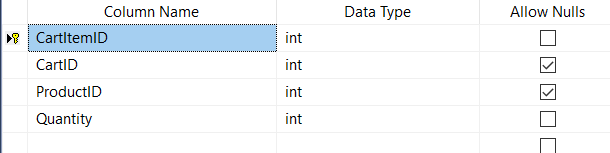 Column Name Data Type Allow Nulls
CartItemID int
CartID int
ProductID int
Quantity int